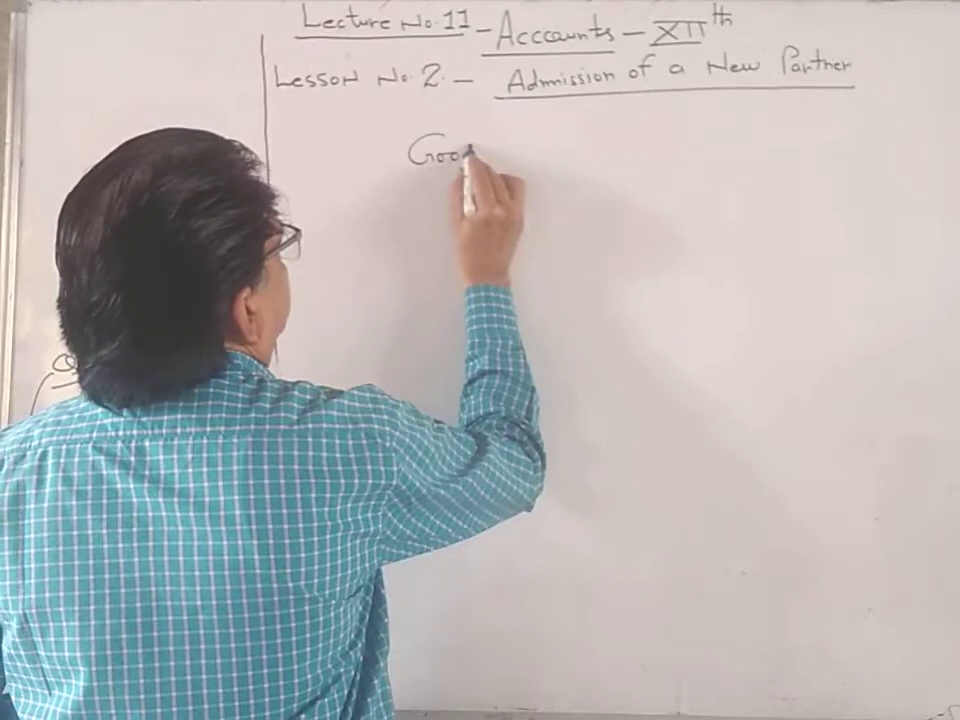 Lecture No. 11 - Acccounts - XIIth
Lesson No. 2. - Admission of a New Partner
Goo